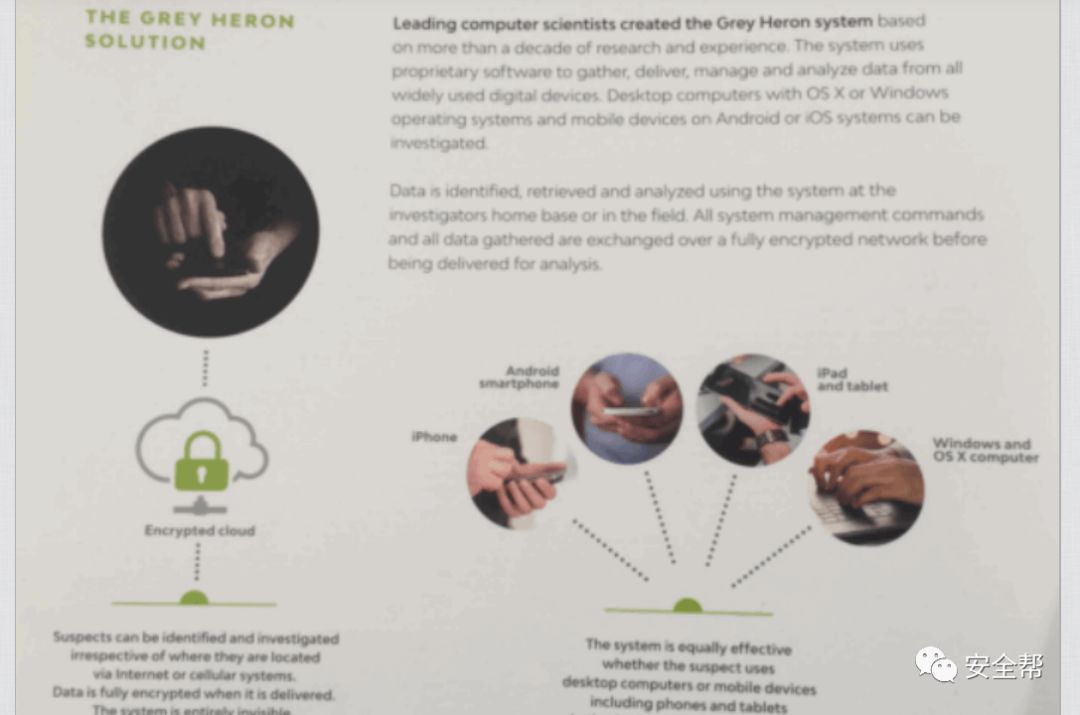 THE GREY HERON
SOLUTION
Leading computer scientists created the Grey Heron system based
on more than a decade of research and experience. The system uses
proprietary software to gather, deliver, manage and analyze data from all
widely used digital devices. Desktop computers with OS X or Windows
operating systems and mobile devices on Android or iOS systems can be
investigated.
Data is identified, retrieved and analyzed using the system at the
investigators home base or in the field. All system management commands
and all data gathered are exchanged over a fully encrypted network before
being delivered for analysis.
Android
smartphone
iPad
and tablet
iPhone
Windows and
OS X computer
Encrypted cloud
Suspects can be identified and investigated
irrespective of where they are located
via Internet or cellular systems.
Data is fully encrypted when it is delivered.
The system is entirely invisible
The system is equally effective
whether the suspect uses
desktop computers or mobile devices
including phones and tablets
安全帮